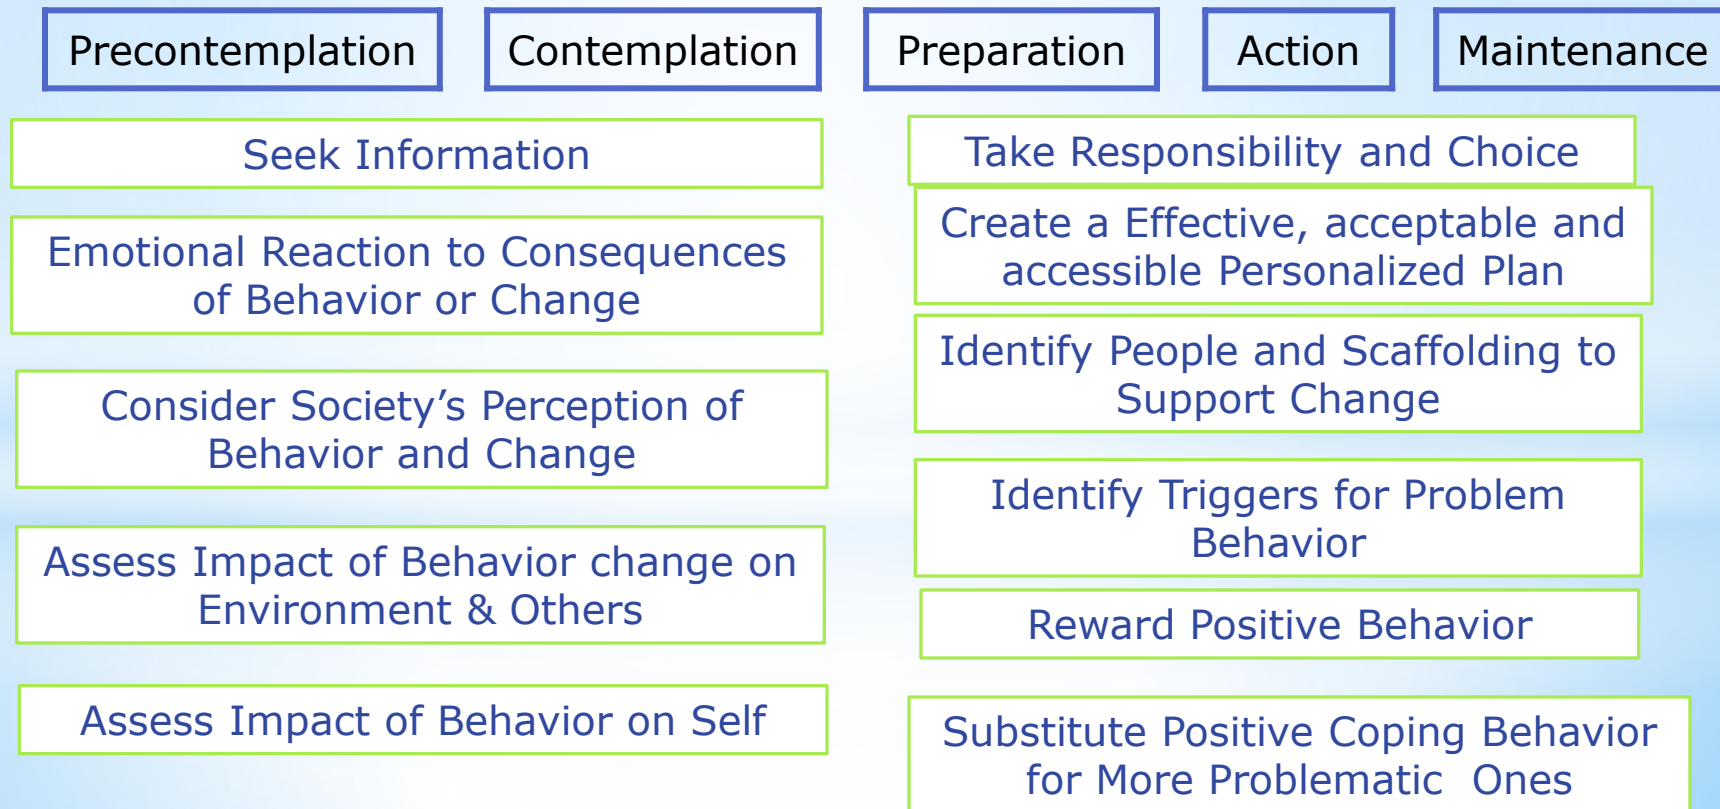 Precontemplation
Contemplation
Preparation
Action
Maintenance
Seek Information
Emotional Reaction to Consequences
of Behavior or Change
Consider Society’s Perception of
Behavior and Change
Assess Impact of Behavior change on
Environment & Others
Assess Impact of Behavior on Self
Take Responsibility and Choice
Create a Effective, acceptable and
accessible Personalized Plan
Identify People and Scaffolding to
Support Change
Identify Triggers for Problem
Behavior
Reward Positive Behavior
Substitute Positive Coping Behavior
for More Problematic Ones